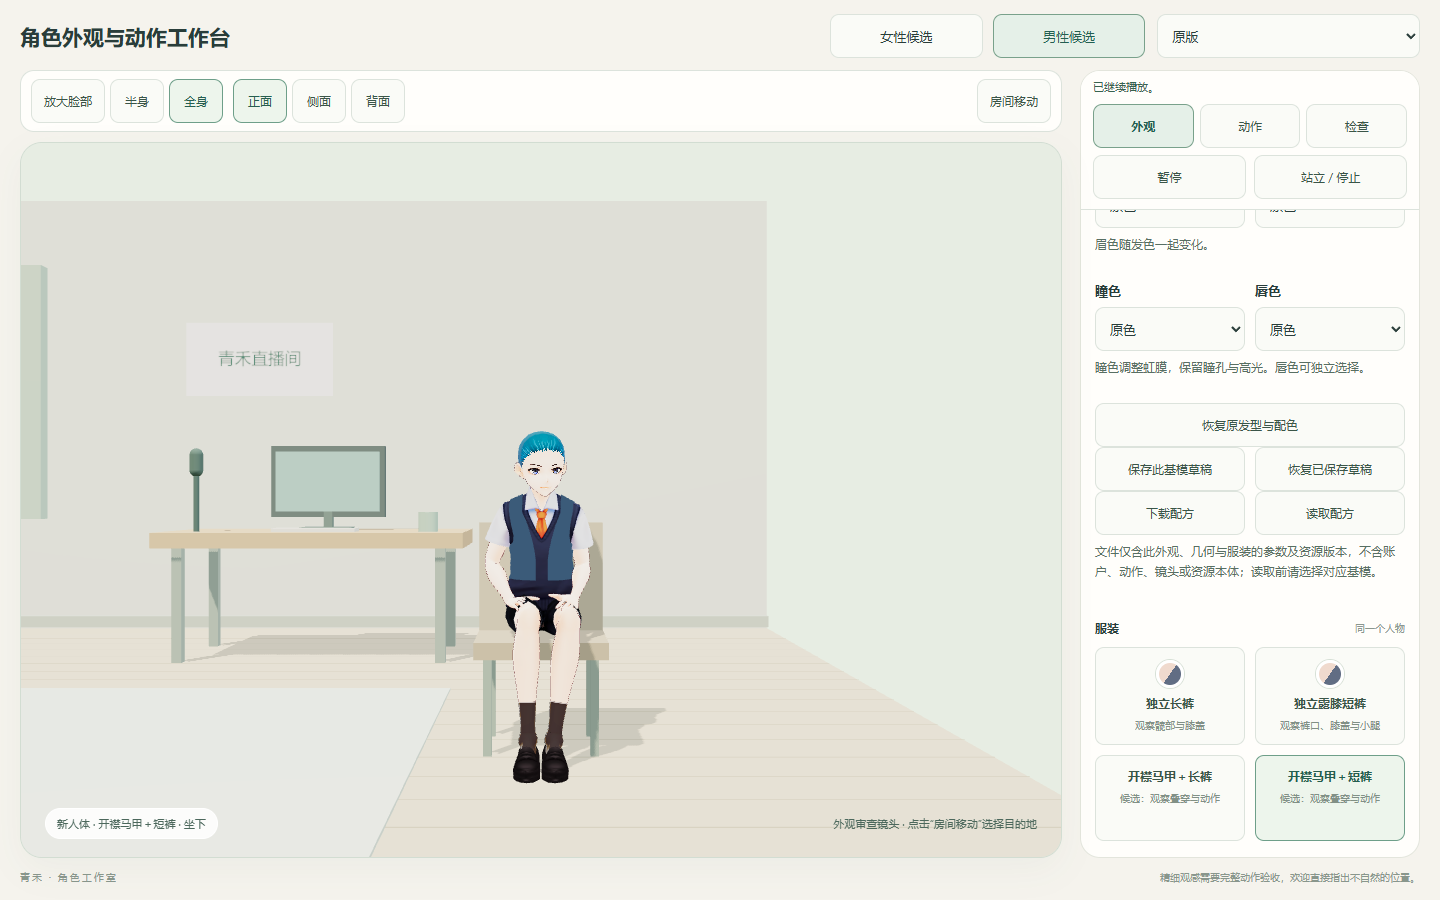 角色外观与动作工作台
女性候选
男性候选
原版
放大脸部
半身
全身
正面
侧面
背面
房间移动
已继续播放。
外观
动作
检查
暂停
站立 / 停止
眉色随发色一起变化。
瞳色
唇色
原色
原色
瞳色调整虹膜，保留瞳孔与高光。唇色可独立选择。
恢复原发型与配色
保存此基模草稿
恢复已保存草稿
下载配方
读取配方
文件仅含此外观、几何与服装的参数及资源版本，不含账
户、动作、镜头或资源本体；读取前请选择对应基模。
服装
同一个人物
独立长裤
观察髋部与膝盖
独立露膝短裤
观察裤口、膝盖与小腿
开襟马甲 + 长裤
候选：观察叠穿与动作
开襟马甲 + 短裤
候选：观察叠穿与动作
青禾直播间
新人体 · 开襟马甲 + 短裤 · 坐下
外观审查镜头 · 点击“房间移动”选择目的地
青禾 · 角色工作室
精细观感需要完整动作验收，欢迎直接指出不自然的位置。